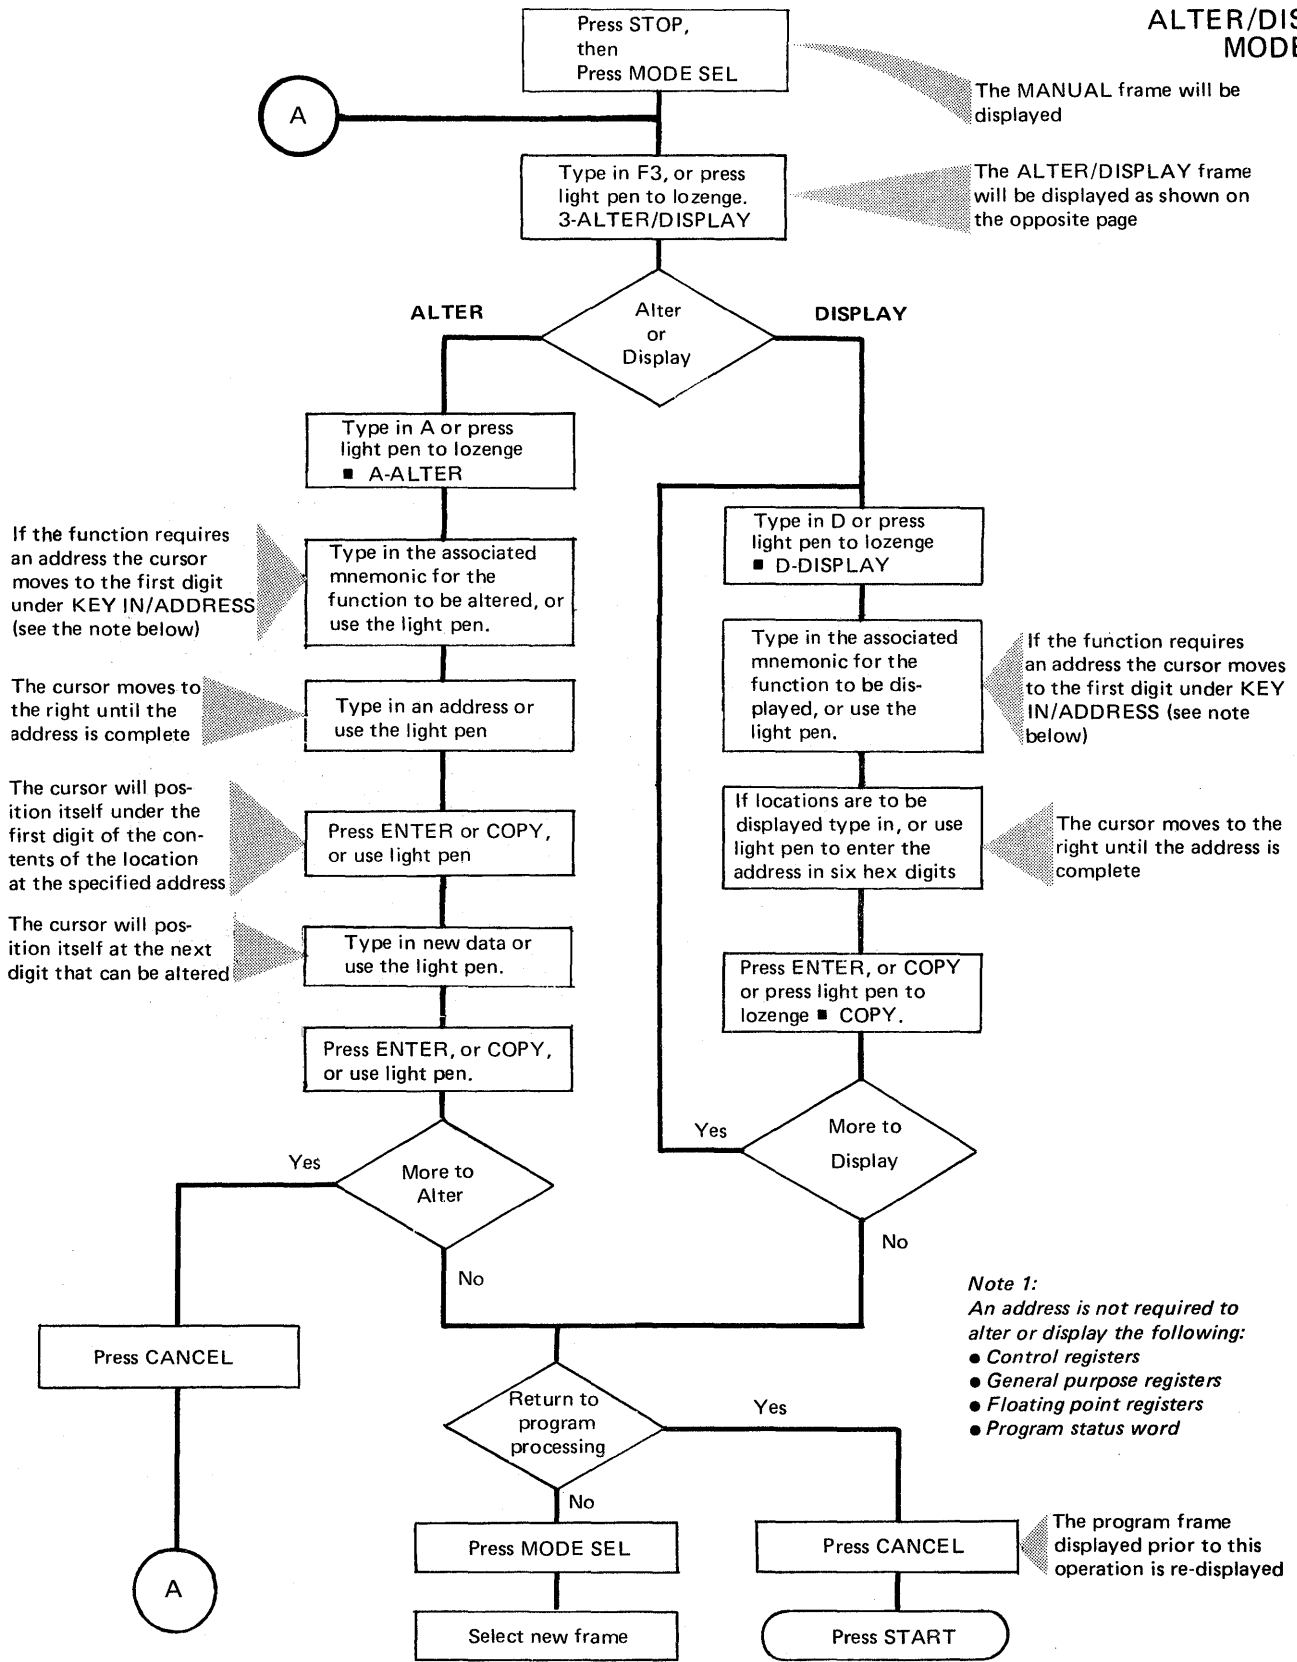 ALTER/DIS
MODE
Press STOP,
then
Press MODE SEL
The MANUAL frame will be
displayed
A
Type in F3, or press
light pen to lozenge.
3-ALTER/DISPLAY
The ALTER/DISPLAY frame
will be displayed as shown on
the opposite page
ALTER
Alter
or
Display
DISPLAY
Type in A or press
light pen to lozenge
■ A-ALTER
If the function requires
an address the cursor
moves to the first digit
under KEY IN/ADDRESS
(see the note below)
Type in the associated
mnemonic for the
function to be altered, or
use the light pen.
The cursor moves to
the right until the
address is complete
Type in an address or
use the light pen
The cursor will pos-
ition itself under the
first digit of the con-
tents of the location
at the specified address
Press ENTER or COPY,
or use light pen
The cursor will pos-
ition itself at the next
digit that can be altered
Type in new data or
use the light pen.
Press ENTER, or COPY,
or use light pen.
Yes
More to
Alter
No
Press CANCEL
A
Type in D or press
light pen to lozenge
■ D-DISPLAY
Type in the associated
mnemonic for the
function to be dis-
played, or use the
light pen.
If the function requires
an address the cursor moves
to the first digit under KEY
IN/ADDRESS (see note
below)
If locations are to be
displayed type in, or use
light pen to enter the
address in six hex digits
The cursor moves to the
right until the address is
complete
Press ENTER, or COPY
or press light pen to
lozenge ■ COPY.
Yes
More to
Display
No
Note 1:
An address is not required to
alter or display the following:
● Control registers
● General purpose registers
● Floating point registers
● Program status word
Return to
program
processing
Yes
No
Press MODE SEL
Select new frame
Press CANCEL
The program frame
displayed prior to this
operation is re-displayed
Press START